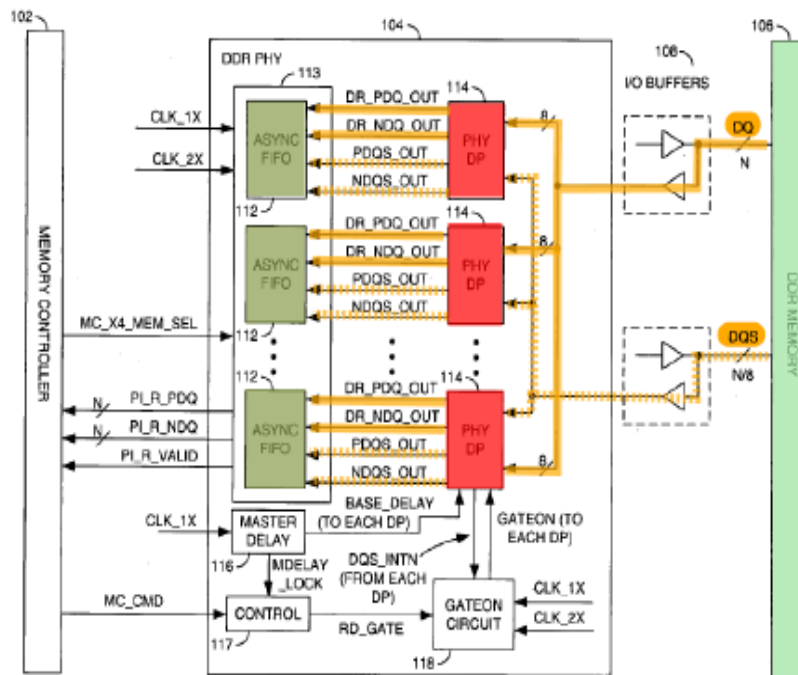 102
104
106
DDR PHY
113
108
I/O BUFFERS
CLK_1X
CLK_2X
ASYNC
FIFO
112
DR_PDQ_OUT
DR_NDQ_OUT
PDQS_OUT
NDQS_OUT
114
PHY
DP
8
DQ
N
ASYNC
FIFO
112
DR_PDQ_OUT
DR_NDQ_OUT
PDQS_OUT
NDQS_OUT
114
PHY
DP
8
MEMORY CONTROLLER
DDR MEMORY
MC_X4_MEM_SEL
DQS
N/8
112
ASYNC
FIFO
DR_PDQ_OUT
DR_NDQ_OUT
PDQS_OUT
NDQS_OUT
114
PHY
DP
8
N
PI_R_PDQ
N
PI_R_NDQ
PI_R_VALID
CLK_1X
MASTER
DELAY
116
BASE_DELAY
(TO EACH DP)
GATEON (TO
EACH DP)
MDELAY
_LOCK
DQS_INTN
(FROM EACH
DP)
MC_CMD
CONTROL
117
RD_GATE
GATEON
CIRCUIT
118
CLK_1X
CLK_2X